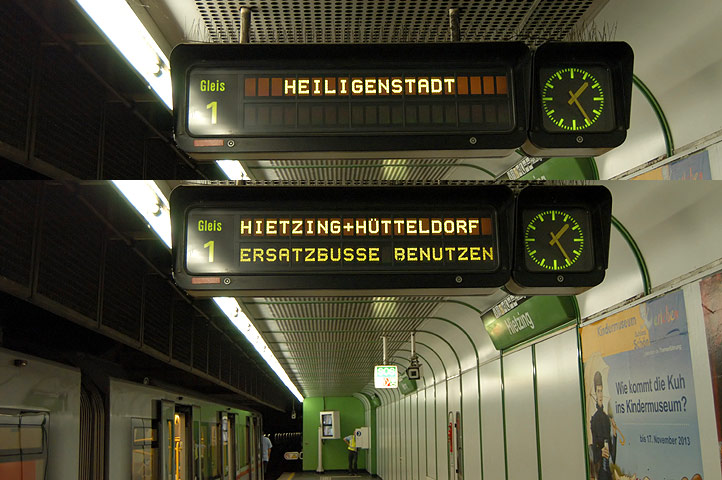 Gleis
1
HEILIGENSTADT
Gleis
1
HIETZING+HÜTTELDORF
ERSATZBUSSE BENUTZEN
Hietzing
SOS
Kindermuseum
Wie kommt die Kuh
ins Kindermuseum?
bis 17. November 2013